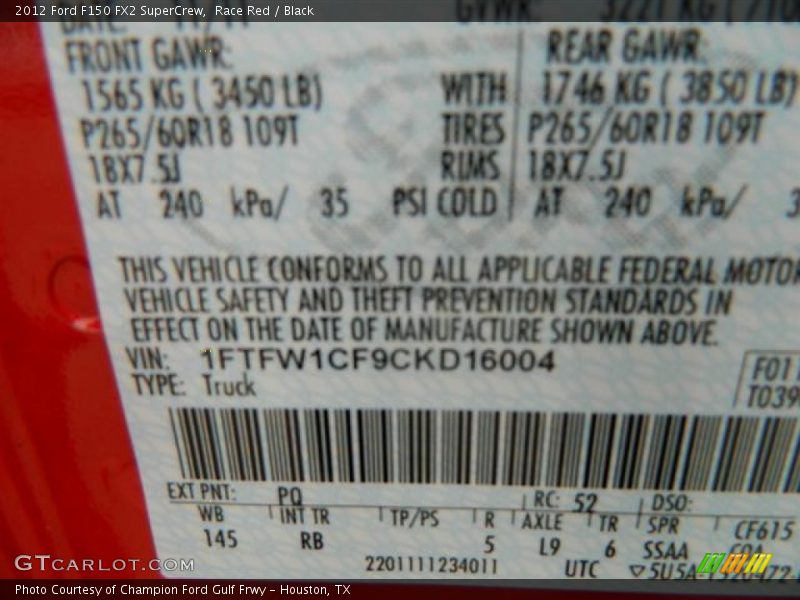 2012 Ford F150 FX2 SuperCrew, Race Red / Black
FRONT GAWR: REAR GAWR:
1565 KG ( 3450 LB) WITH 1746 KG ( 3850 LB)
P265/60R18 109T TIRES P265/60R18 109T
18X7.5J RIMS 18X7.5J
AT 240 kPa/ 35 PSI COLD AT 240 kPa/ 3
THIS VEHICLE CONFORMS TO ALL APPLICABLE FEDERAL MOTOR
VEHICLE SAFETY AND THEFT PREVENTION STANDARDS IN
EFFECT ON THE DATE OF MANUFACTURE SHOWN ABOVE.
VIN: 1FTFW1CF9CKD16004
TYPE: Truck
F011
T039
EXT PNT: PQ RC: 52 DSO:
WB INT TR TP/PS R AXLE TR SPR CF615
145 RB 5 L9 6 SSAA
2201111234011 UTC
GTCARLOT.COM
Photo Courtesy of Champion Ford Gulf Frwy - Houston, TX